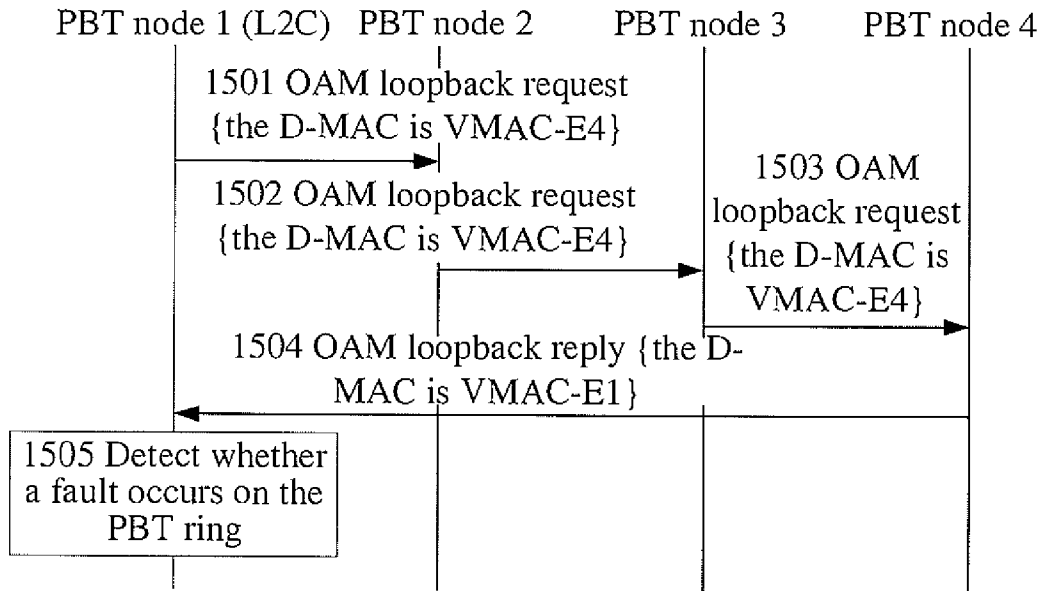 PBT node 1 (L2C) PBT node 2 PBT node 3 PBT node 4
1501 OAM loopback request
{the D-MAC is VMAC-E4}
1502 OAM loopback request
{the D-MAC is VMAC-E4}
1503 OAM
loopback request
{the D-MAC is
VMAC-E4}
1504 OAM loopback reply {the D-
MAC is VMAC-E1}
1505 Detect whether
a fault occurs on the
PBT ring